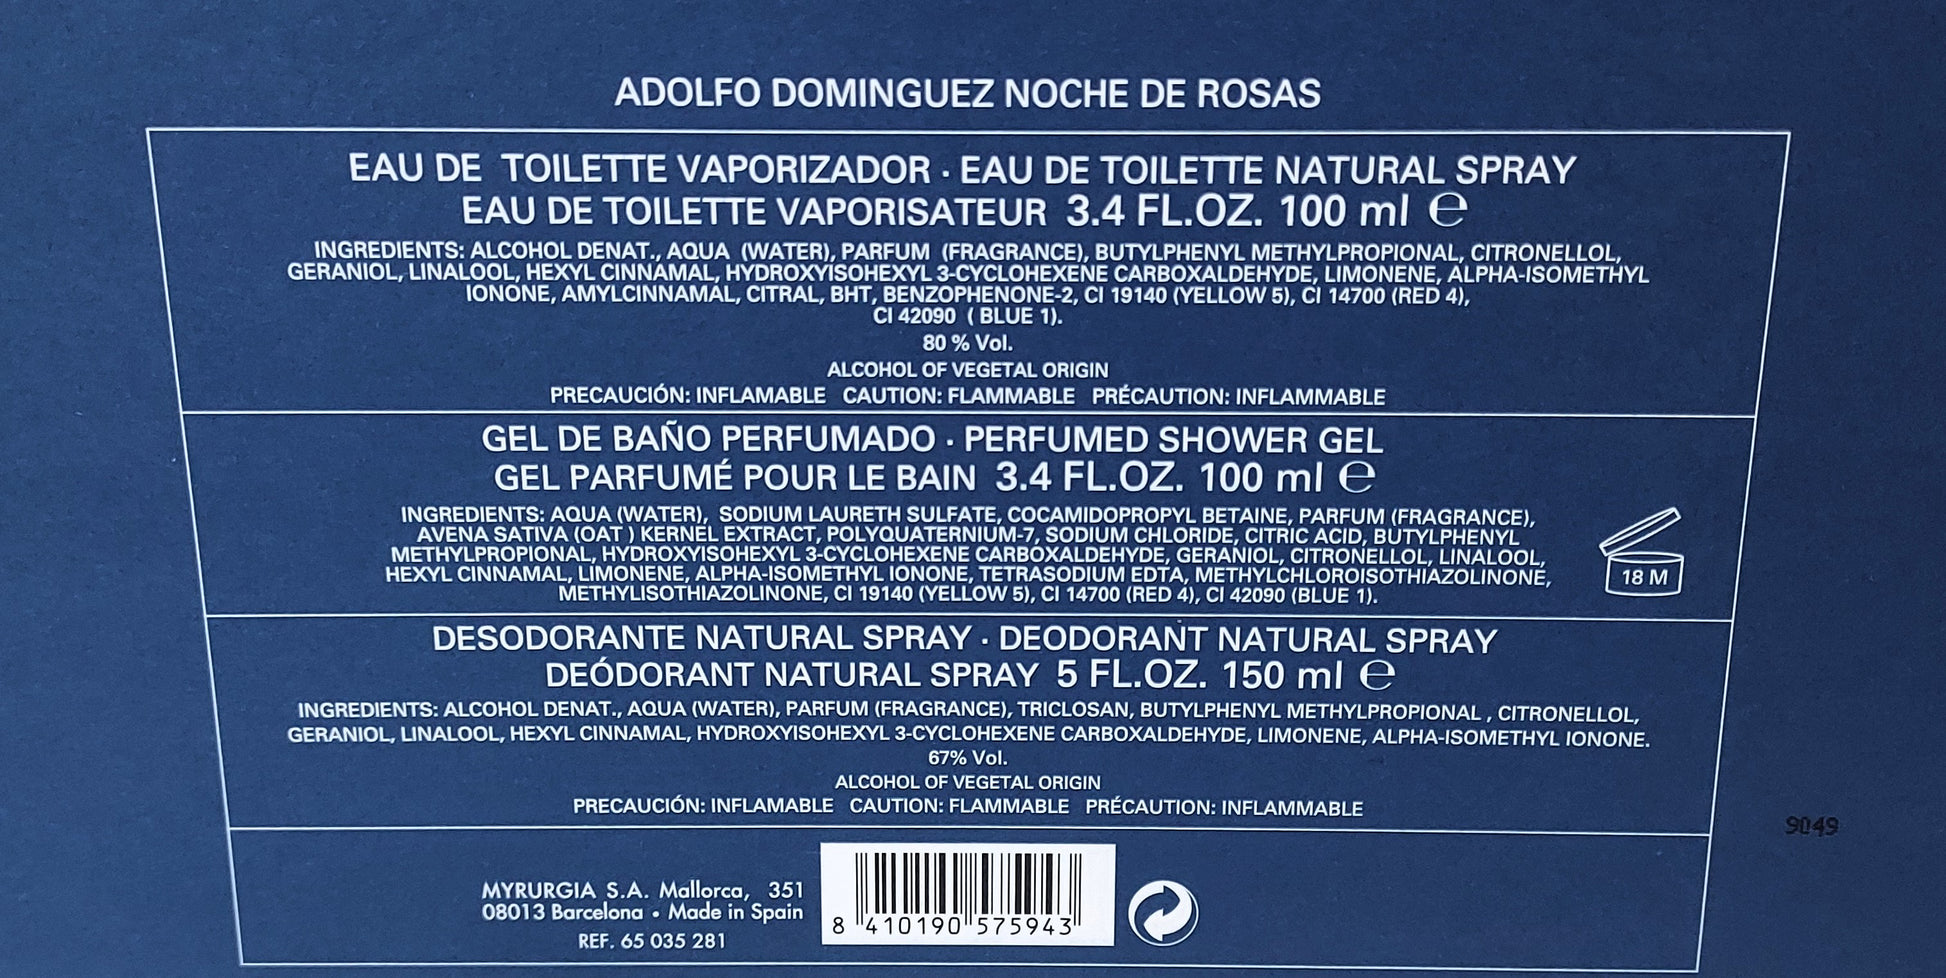 ADOLFO DOMINGUEZ NOCHE DE ROSAS
EAU DE TOILETTE VAPORIZADOR · EAU DE TOILETTE NATURAL SPRAY
EAU DE TOILETTE VAPORISATEUR 3.4 FL.OZ. 100 ml ℮
INGREDIENTS: ALCOHOL DENAT., AQUA (WATER), PARFUM (FRAGRANCE), BUTYLPHENYL METHYLPROPIONAL, CITRONELLOL,
GERANIOL, LINALOOL, HEXYL CINNAMAL, HYDROXYISOHEXYL 3-CYCLOHEXENE CARBOXALDEHYDE, LIMONENE, ALPHA-ISOMETHYL
IONONE, AMYLCINNAMAL, CITRAL, BHT, BENZOPHENONE-2, CI 19140 (YELLOW 5), CI 14700 (RED 4),
CI 42090 ( BLUE 1).
80 % Vol.
ALCOHOL OF VEGETAL ORIGIN
PRECAUCIÓN: INFLAMABLE CAUTION: FLAMMABLE PRÉCAUTION: INFLAMMABLE
GEL DE BAÑO PERFUMADO · PERFUMED SHOWER GEL
GEL PARFUMÉ POUR LE BAIN 3.4 FL.OZ. 100 ml ℮
INGREDIENTS: AQUA (WATER), SODIUM LAURETH SULFATE, COCAMIDOPROPYL BETAINE, PARFUM (FRAGRANCE),
AVENA SATIVA (OAT ) KERNEL EXTRACT, POLYQUATERNIUM-7, SODIUM CHLORIDE, CITRIC ACID, BUTYLPHENYL
METHYLPROPIONAL, HYDROXYISOHEXYL 3-CYCLOHEXENE CARBOXALDEHYDE, GERANIOL, CITRONELLOL, LINALOOL,
HEXYL CINNAMAL, LIMONENE, ALPHA-ISOMETHYL IONONE, TETRASODIUM EDTA, METHYLCHLOROISOTHIAZOLINONE,
METHYLISOTHIAZOLINONE, CI 19140 (YELLOW 5), CI 14700 (RED 4), CI 42090 (BLUE 1).
18 M
DESODORANTE NATURAL SPRAY · DEODORANT NATURAL SPRAY
DEÓDORANT NATURAL SPRAY 5 FL.OZ. 150 ml ℮
INGREDIENTS: ALCOHOL DENAT., AQUA (WATER), PARFUM (FRAGRANCE), TRICLOSAN, BUTYLPHENYL METHYLPROPIONAL , CITRONELLOL,
GERANIOL, LINALOOL, HEXYL CINNAMAL, HYDROXYISOHEXYL 3-CYCLOHEXENE CARBOXALDEHYDE, LIMONENE, ALPHA-ISOMETHYL IONONE.
67% Vol.
ALCOHOL OF VEGETAL ORIGIN
PRECAUCIÓN: INFLAMABLE CAUTION: FLAMMABLE PRÉCAUTION: INFLAMMABLE
9049
MYRURGIA S.A. Mallorca, 351
08013 Barcelona • Made in Spain
REF. 65 035 281
8 410190 575943